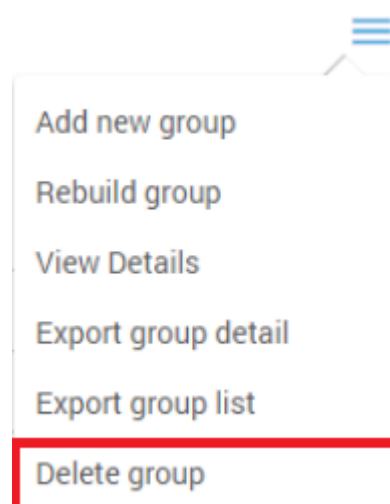 Add new group
Rebuild group
View Details
Export group detail
Export group list
Delete group